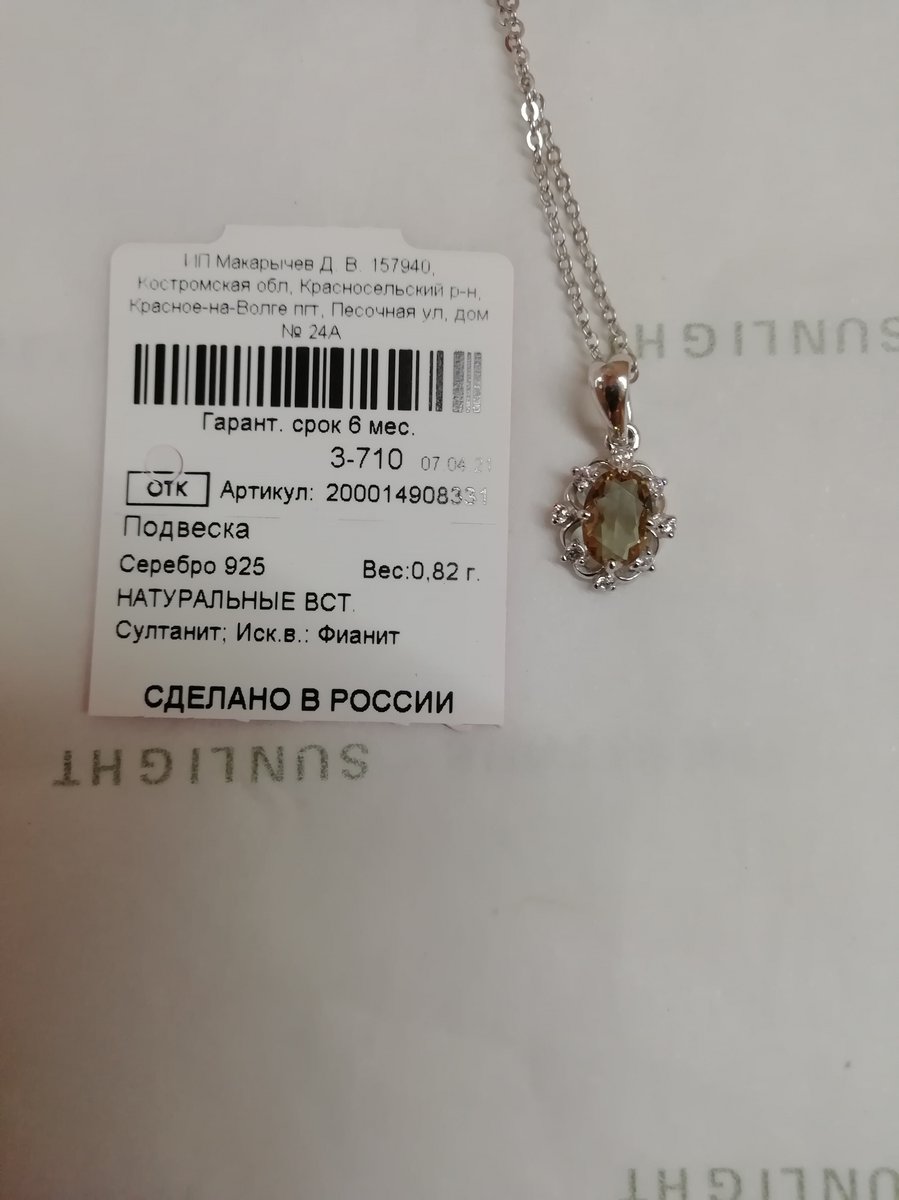 ИП Макарычев Д. В. 157940,
Костромская обл, Красносельский р-н,
Красное-на-Волге пгт, Песочная ул, дом
№ 24А
Гарант. срок 6 мес.
3-710 07 04 21
ОТК Артикул: 200014908331
Подвеска
Серебро 925 Вес:0,82 г.
НАТУРАЛЬНЫЕ ВСТ.
Султанит; Иск.в.: Фианит
СДЕЛАНО В РОССИИ
SUNLIGHT
SUNLIGHT
SUNLIGHT